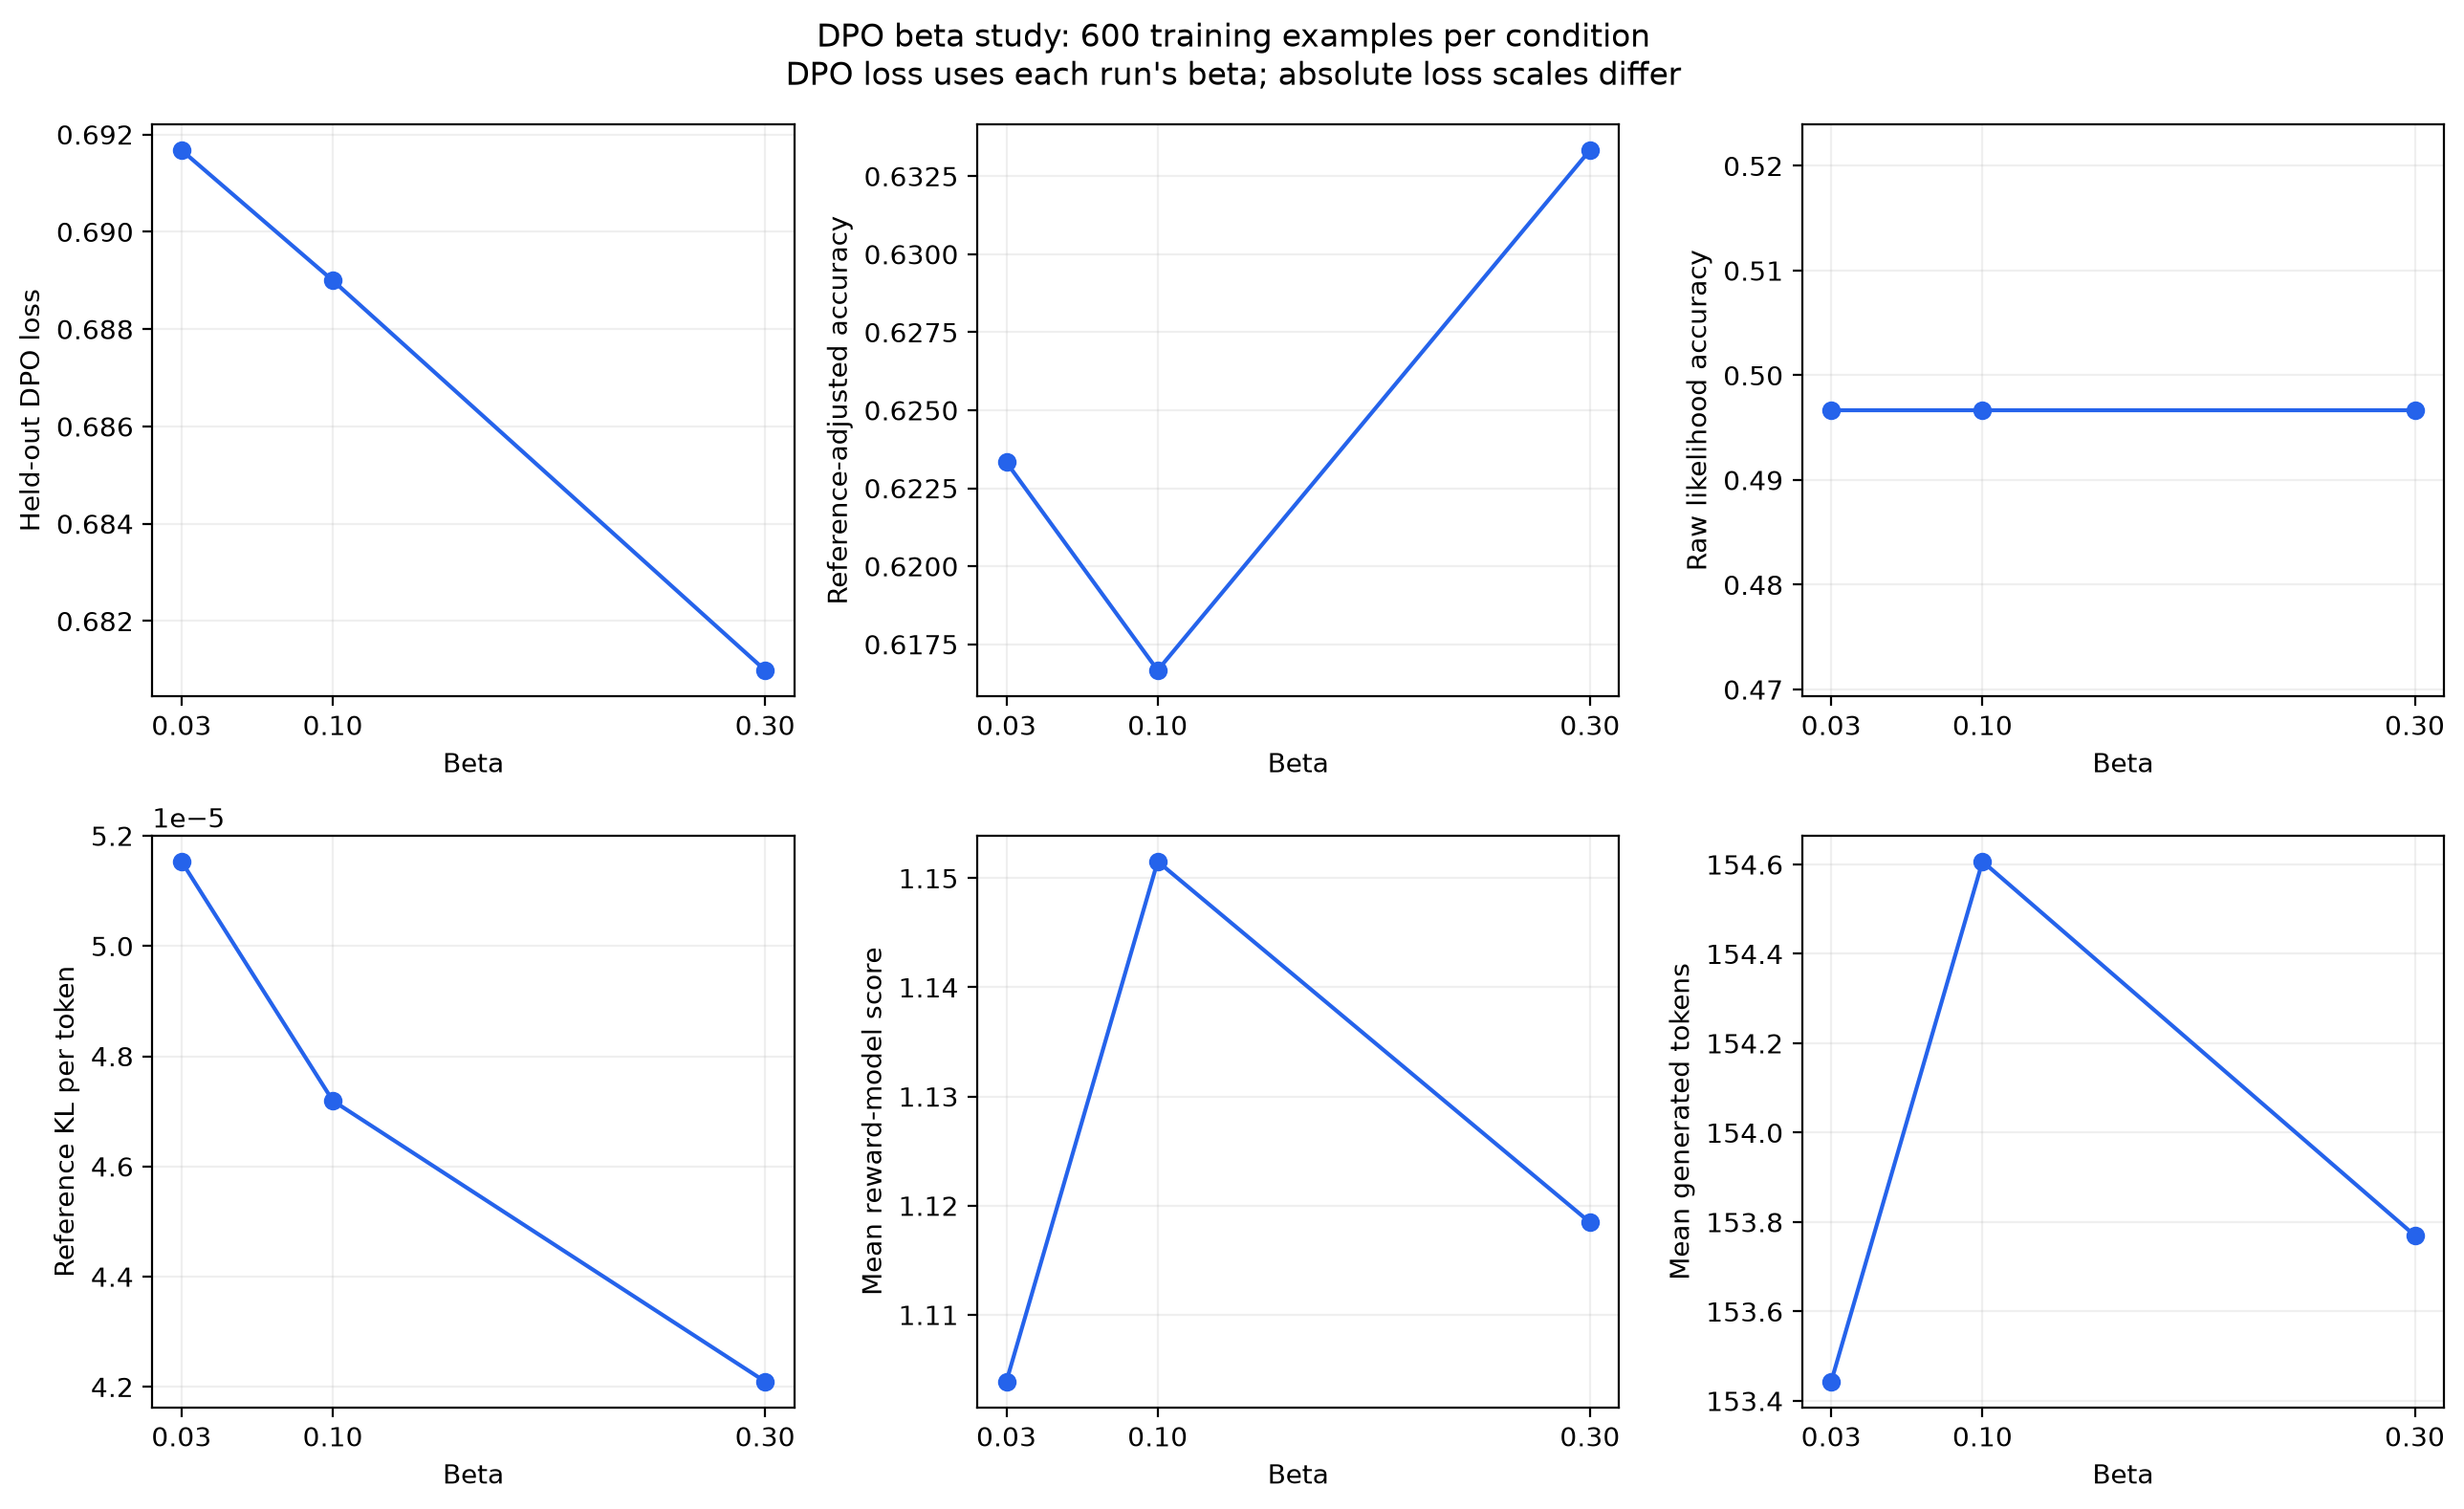 DPO beta study: 600 training examples per condition
DPO loss uses each run's beta; absolute loss scales differ
Held-out DPO loss
0.692
0.690
0.688
0.686
0.684
0.682
0.03 0.10 0.30
Beta
Reference-adjusted accuracy
0.6325
0.6300
0.6275
0.6250
0.6225
0.6200
0.6175
0.03 0.10 0.30
Beta
Raw likelihood accuracy
0.52
0.51
0.50
0.49
0.48
0.47
0.03 0.10 0.30
Beta
Reference KL per token
1e−5
5.2
5.0
4.8
4.6
4.4
4.2
0.03 0.10 0.30
Beta
Mean reward-model score
1.15
1.14
1.13
1.12
1.11
0.03 0.10 0.30
Beta
Mean generated tokens
154.6
154.4
154.2
154.0
153.8
153.6
153.4
0.03 0.10 0.30
Beta